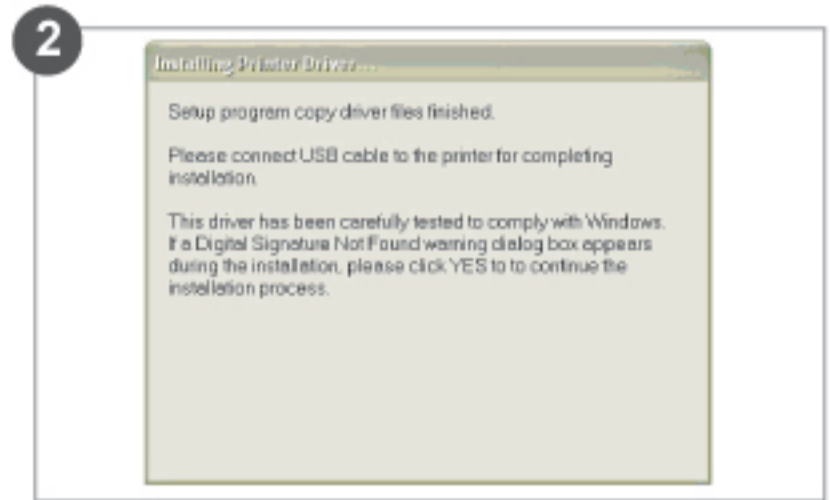 2
Installing Printer Driver...
Setup program copy driver files finished.
Please connect USB cable to the printer for completing
installation.
This driver has been carefully tested to comply with Windows.
If a Digital Signature Not Found warning dialog box appears
during the installation, please click YES to to continue the
installation process.